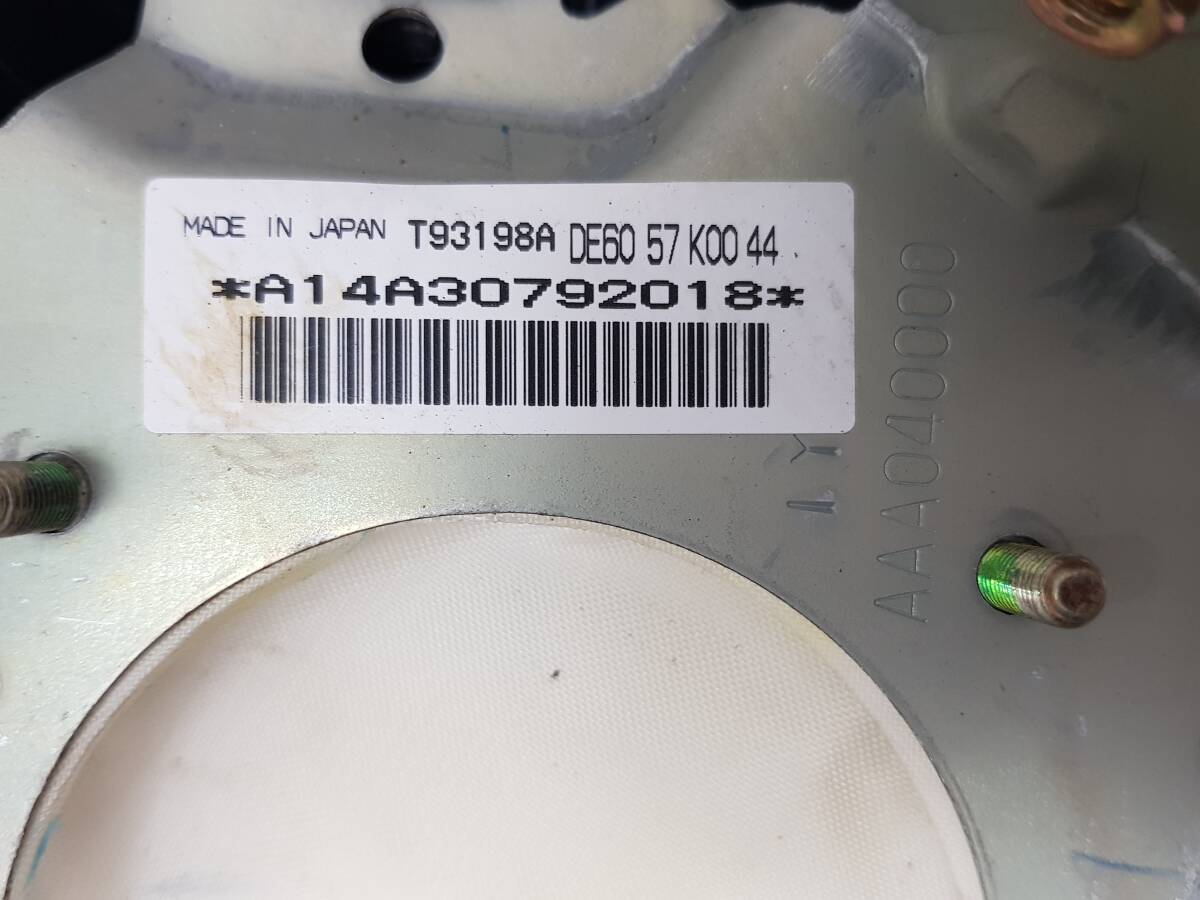 MADE IN JAPAN T93198A DE60 57 K00 44
*A14A30792018*
AAA040000